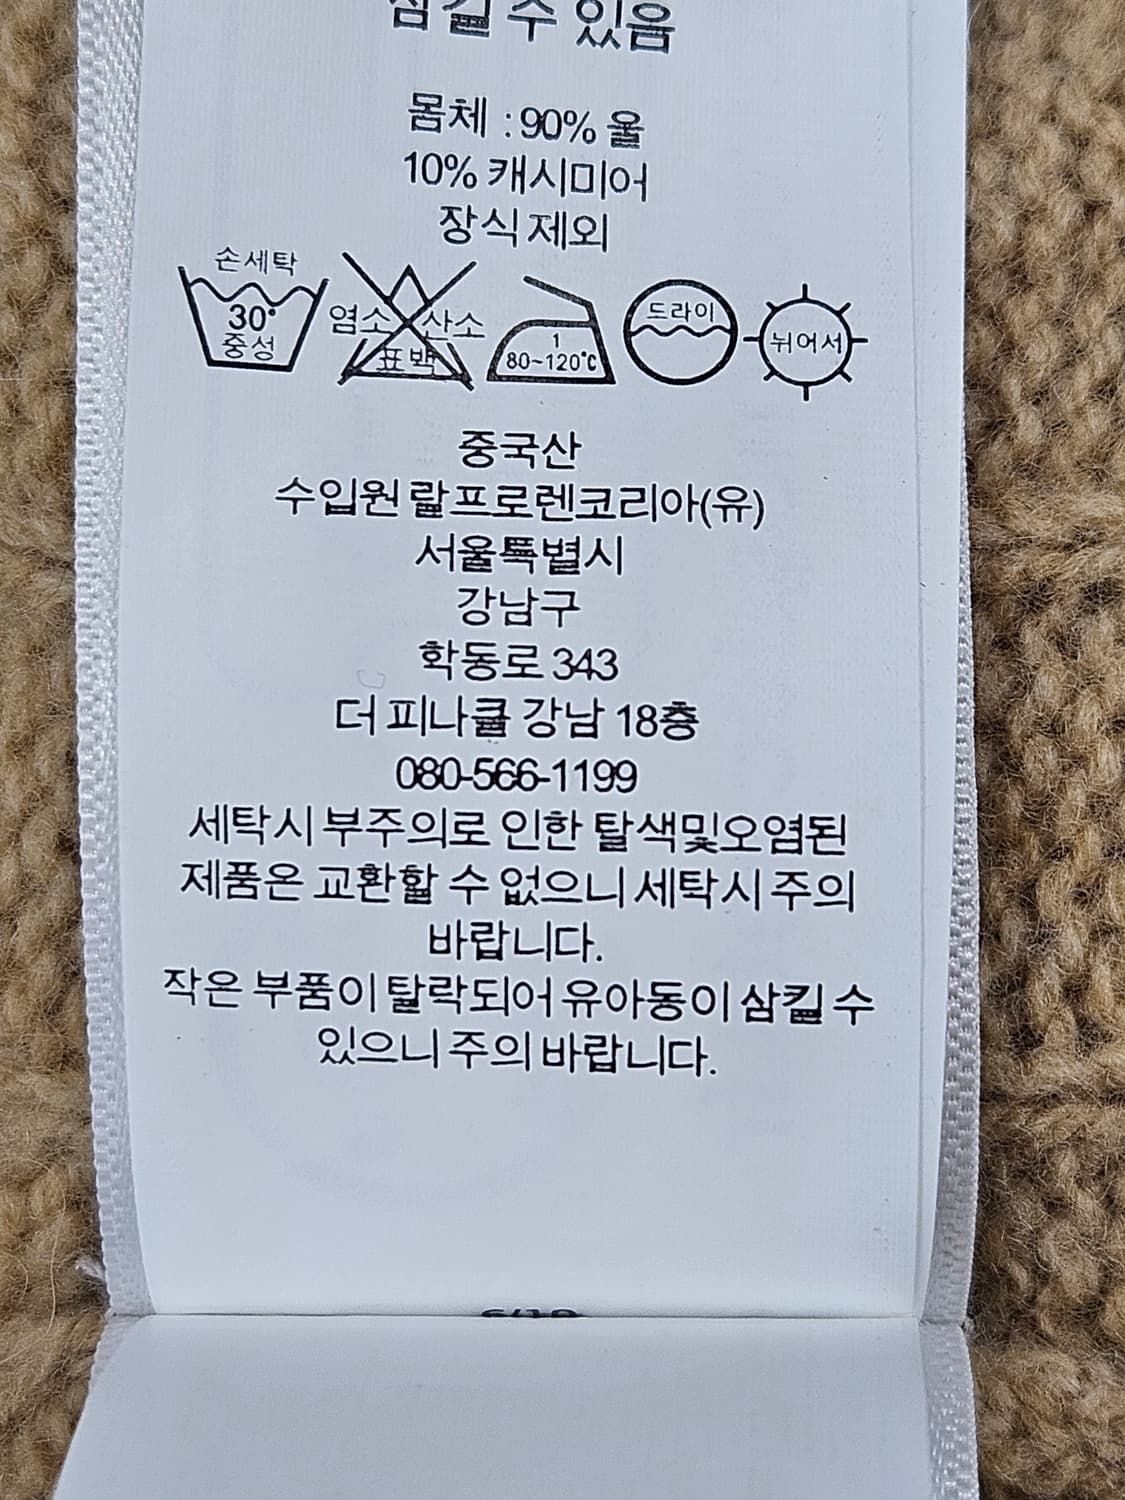 삼킬 수 있음
몸체 : 90% 울
10% 캐시미어
장식 제외
손세탁
30°
중성
염소 산소
표백
1
80~120℃
드라이
뉘어서
중국산
수입원 랄프로렌코리아(유)
서울특별시
강남구
학동로 343
더 피나클 강남 18층
080-566-1199
세탁시 부주의로 인한 탈색및오염된
제품은 교환할 수 없으니 세탁시 주의
바랍니다.
작은 부품이 탈락되어 유아동이 삼킬 수
있으니 주의 바랍니다.